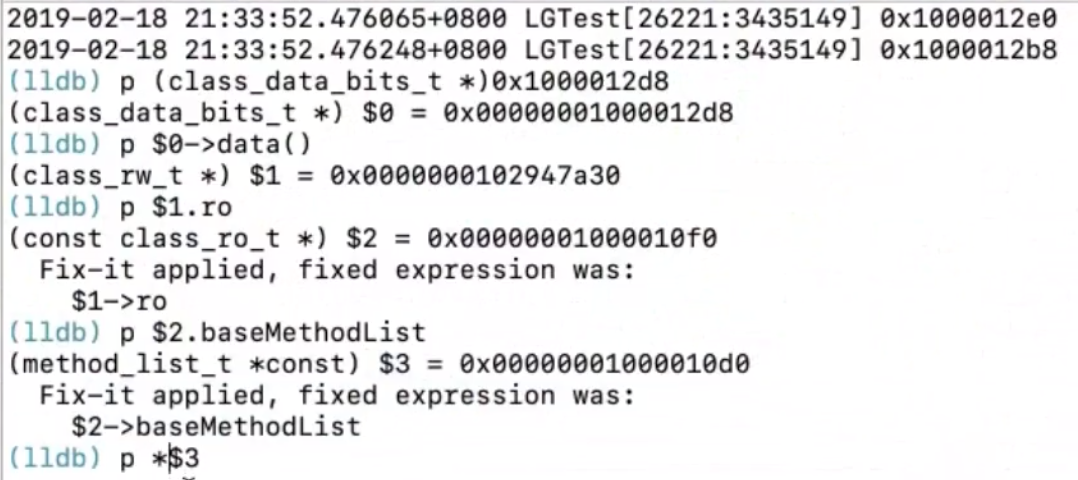 2019-02-18 21:33:52.476065+0800 LGTest[26221:3435149] 0x1000012e0
2019-02-18 21:33:52.476248+0800 LGTest[26221:3435149] 0x1000012b8
(lldb) p (class_data_bits_t *)0x1000012d8
(class_data_bits_t *) $0 = 0x00000001000012d8
(lldb) p $0->data()
(class_rw_t *) $1 = 0x0000000102947a30
(lldb) p $1.ro
(const class_ro_t *) $2 = 0x00000001000010f0
  Fix-it applied, fixed expression was:
    $1->ro
(lldb) p $2.baseMethodList
(method_list_t *const) $3 = 0x00000001000010d0
  Fix-it applied, fixed expression was:
    $2->baseMethodList
(lldb) p *$3